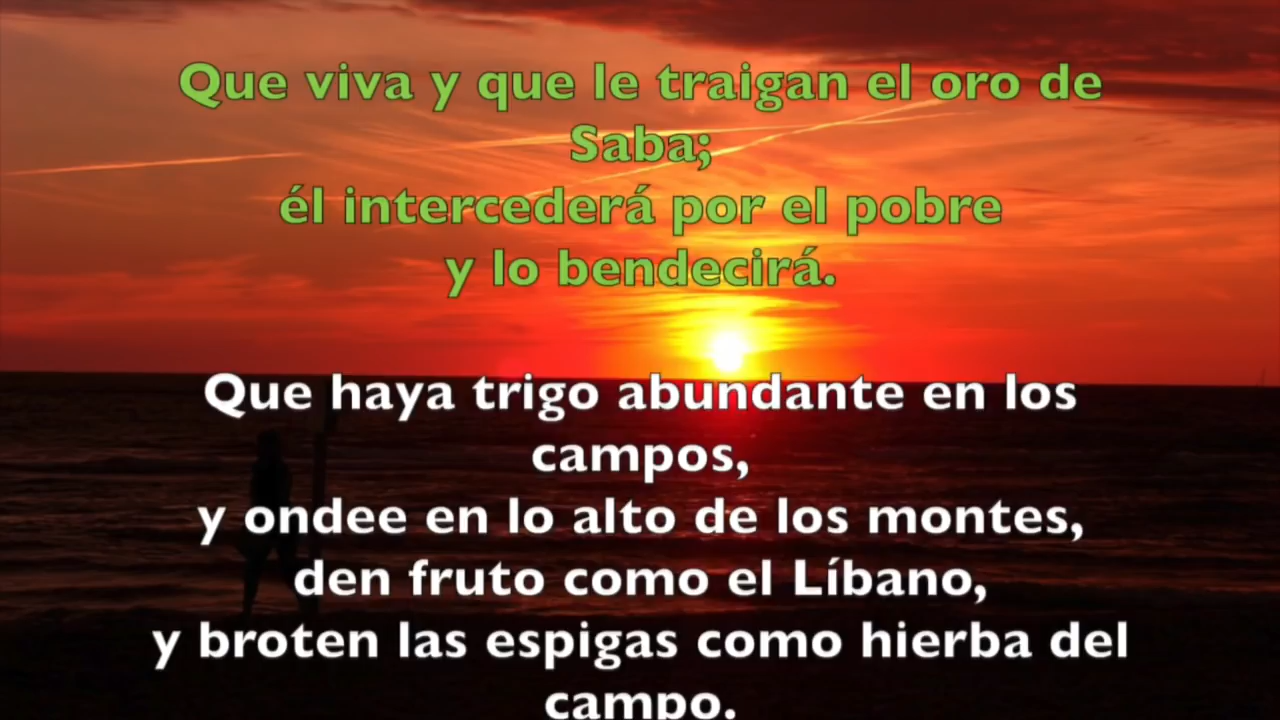 Que viva y que le traigan el oro de
Saba;
él intercederá por el pobre
y lo bendecirá.
Que haya trigo abundante en los
campos,
y ondee en lo alto de los montes,
den fruto como el Líbano,
y broten las espigas como hierba del
campo.